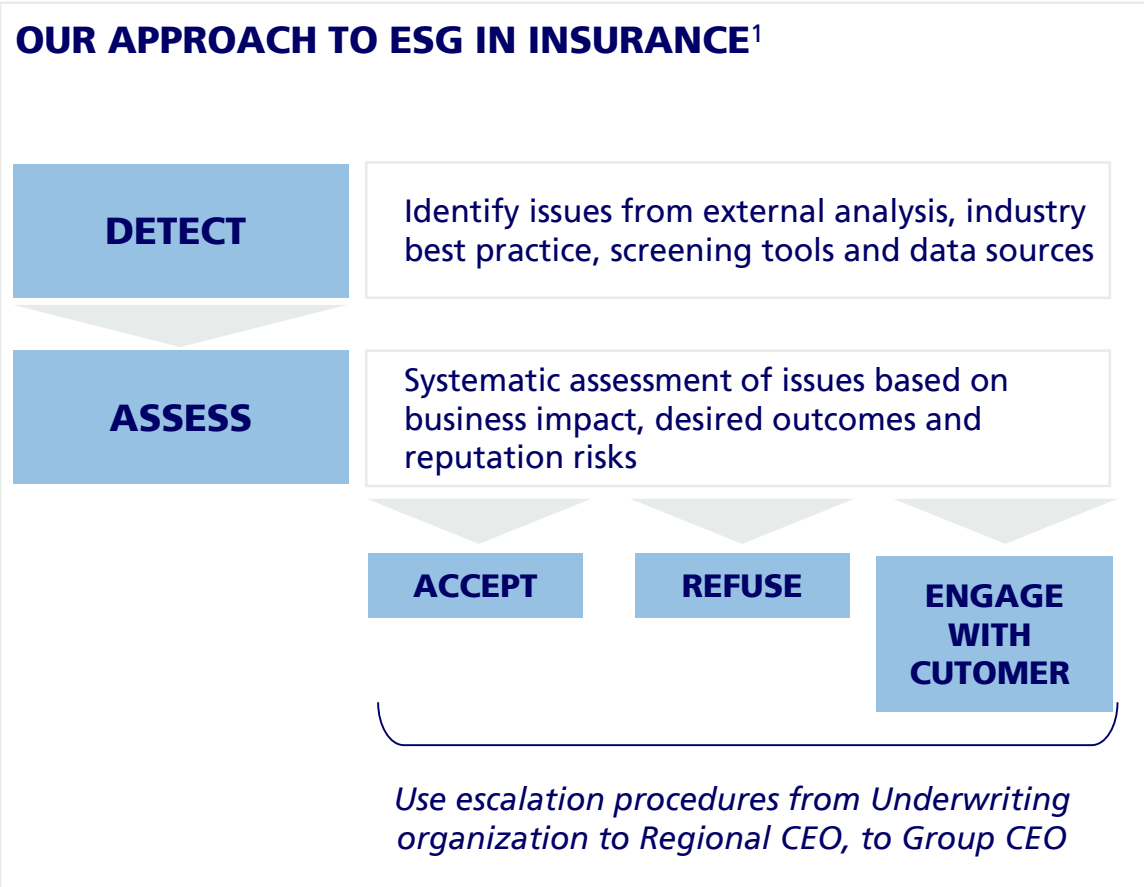 OUR APPROACH TO ESG IN INSURANCE¹
DETECT
Identify issues from external analysis, industry
best practice, screening tools and data sources
ASSESS
Systematic assessment of issues based on
business impact, desired outcomes and
reputation risks
ACCEPT
REFUSE
ENGAGE
WITH
CUTOMER
Use escalation procedures from Underwriting
organization to Regional CEO, to Group CEO